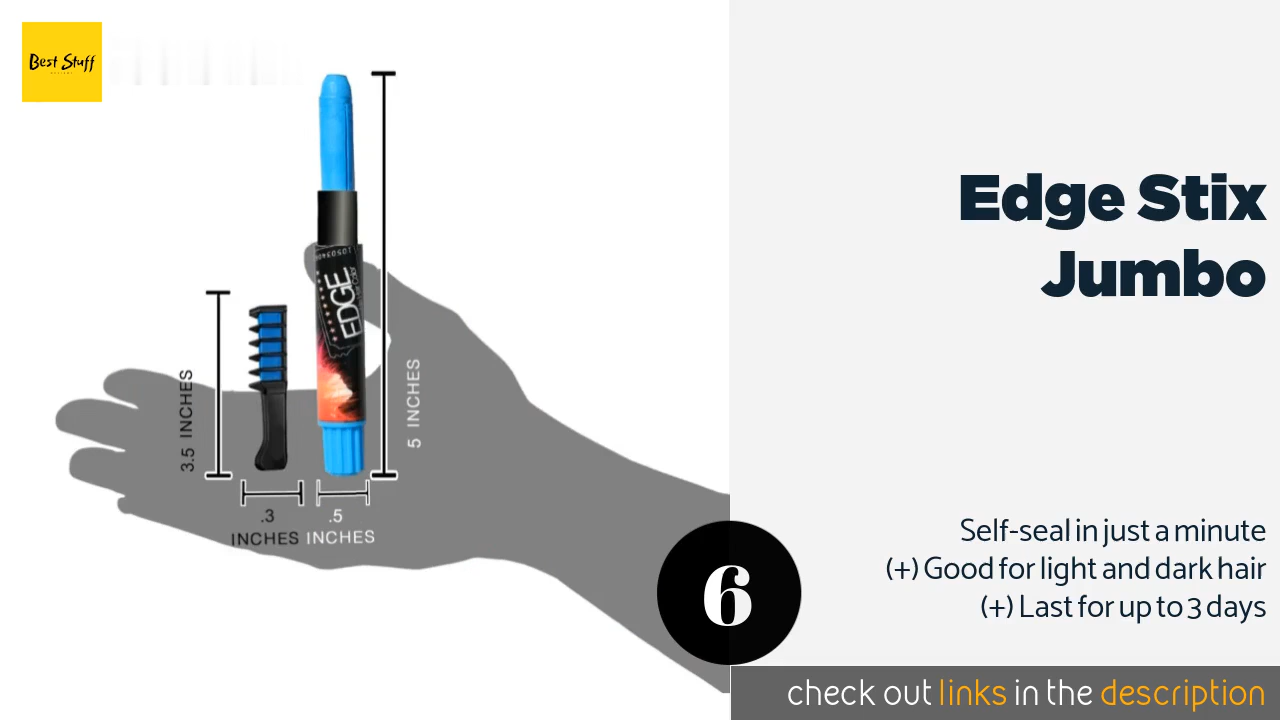 Best Stuff
Edge Stix
Jumbo
EDGE
3.5 INCHES
5 INCHES
.3
INCHES
.5
INCHES
6
Self-seal in just a minute
(+) Good for light and dark hair
(+) Last for up to 3 days
check out links in the description